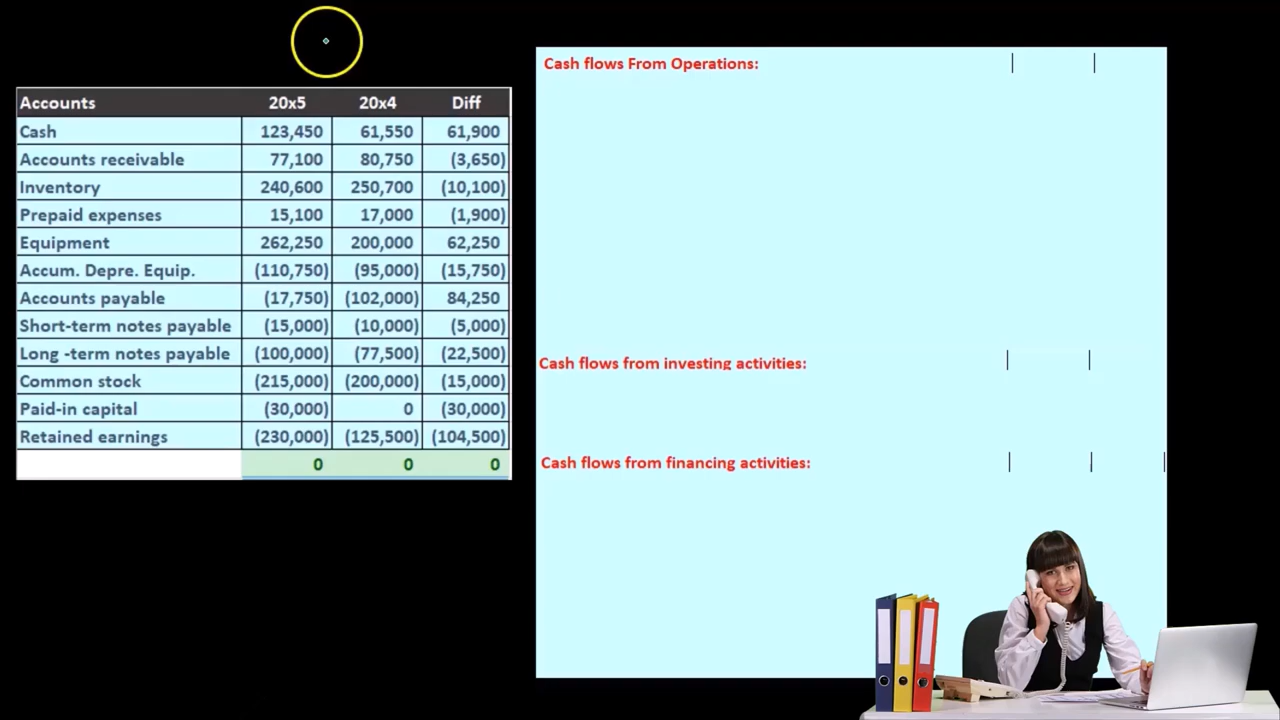 Accounts 20x5 20x4 Diff
Cash 123,450 61,550 61,900
Accounts receivable 77,100 80,750 (3,650)
Inventory 240,600 250,700 (10,100)
Prepaid expenses 15,100 17,000 (1,900)
Equipment 262,250 200,000 62,250
Accum. Depre. Equip. (110,750) (95,000) (15,750)
Accounts payable (17,750) (102,000) 84,250
Short-term notes payable (15,000) (10,000) (5,000)
Long -term notes payable (100,000) (77,500) (22,500)
Common stock (215,000) (200,000) (15,000)
Paid-in capital (30,000) 0 (30,000)
Retained earnings (230,000) (125,500) (104,500)
0 0 0
Cash flows From Operations:
Cash flows from investing activities:
Cash flows from financing activities: